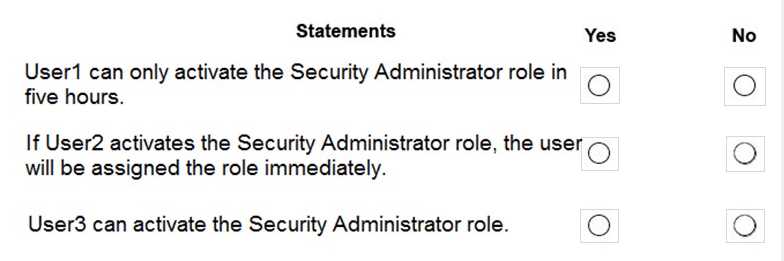 Statements Yes No
User1 can only activate the Security Administrator role in
five hours.
If User2 activates the Security Administrator role, the user
will be assigned the role immediately.
User3 can activate the Security Administrator role.